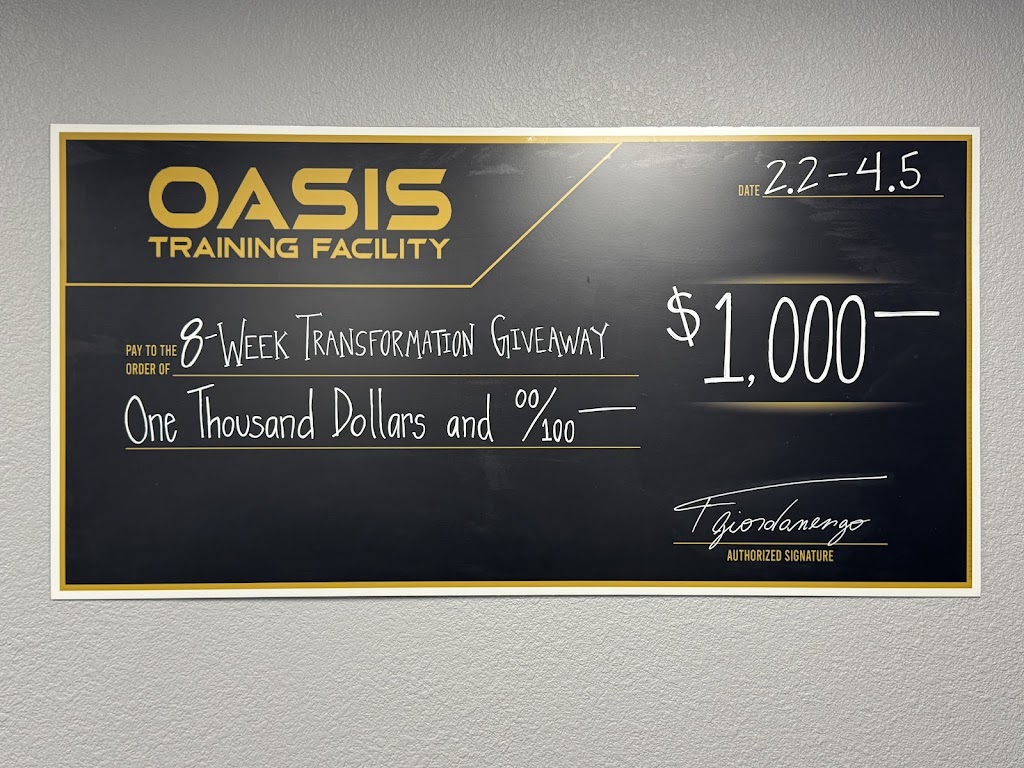 OASIS
TRAINING FACILITY
DATE 2.2-4.5
PAY TO THE
ORDER OF
8-WEEK TRANSFORMATION GIVEAWAY
$1,000—
One Thousand Dollars and 00/100—
Tgiordanengo
AUTHORIZED SIGNATURE